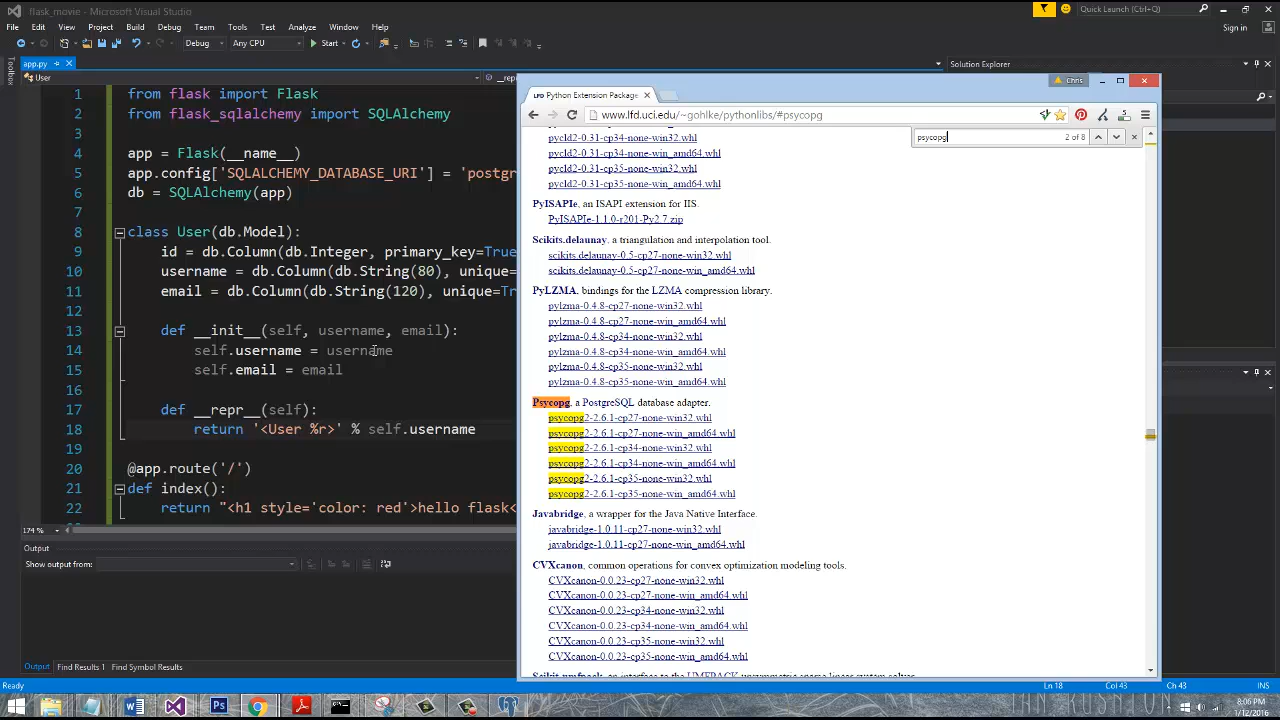 flask_movie
Quick Launch (Ctrl+Q)
File Edit View Project Build Debug Team Tools Test Analyze Window Help
Sign in
Debug Any CPU Start
app.py
Solution Explorer
Toolbox
User
__rep
1 from flask import Flask
2 from flask_sqlalchemy import SQLAlchemy
3
4 app = Flask(__name__)
5 app.config['SQLALCHEMY_DATABASE_URI'] = 'postgr
6 db = SQLAlchemy(app)
7
8 class User(db.Model):
9 id = db.Column(db.Integer, primary_key=True
10 username = db.Column(db.String(80), unique=
11 email = db.Column(db.String(120), unique=Tr
12
13 def __init__(self, username, email):
14 self.username = username
15 self.email = email
16
17 def __repr__(self):
18 return '<User %r>' % self.username
19
20 @app.route('/')
21 def index():
22 return "<h1 style='color: red'>hello flask<
174 %
Output
Show output from:
Output Find Results 1 Find Symbol Results
Ready
Ln 18 Col 43 Ch 43
Chris
LFD Python Extension Package
www.lfd.uci.edu/~gohlke/pythonlibs/#psycopg
psycopg 2 of 8
pycld2-0.31-cp34-none-win32.whl
pycld2-0.31-cp34-none-win_amd64.whl
pycld2-0.31-cp35-none-win32.whl
pycld2-0.31-cp35-none-win_amd64.whl
PyISAPIe, an ISAPI extension for IIS.
PyISAPIe-1.1.0-r201-Py2.7.zip
Scikits.delaunay, a triangulation and interpolation tool.
scikits.delaunay-0.5-cp27-none-win32.whl
scikits.delaunay-0.5-cp27-none-win_amd64.whl
PyLZMA, bindings for the LZMA compression library.
pylzma-0.4.8-cp27-none-win32.whl
pylzma-0.4.8-cp27-none-win_amd64.whl
pylzma-0.4.8-cp34-none-win32.whl
pylzma-0.4.8-cp34-none-win_amd64.whl
pylzma-0.4.8-cp35-none-win32.whl
pylzma-0.4.8-cp35-none-win_amd64.whl
Psycopg, a PostgreSQL database adapter.
psycopg2-2.6.1-cp27-none-win32.whl
psycopg2-2.6.1-cp27-none-win_amd64.whl
psycopg2-2.6.1-cp34-none-win32.whl
psycopg2-2.6.1-cp34-none-win_amd64.whl
psycopg2-2.6.1-cp35-none-win32.whl
psycopg2-2.6.1-cp35-none-win_amd64.whl
Javabridge, a wrapper for the Java Native Interface.
javabridge-1.0.11-cp27-none-win32.whl
javabridge-1.0.11-cp27-none-win_amd64.whl
CVXcanon, common operations for convex optimization modeling tools.
CVXcanon-0.0.23-cp27-none-win32.whl
CVXcanon-0.0.23-cp27-none-win_amd64.whl
CVXcanon-0.0.23-cp34-none-win32.whl
CVXcanon-0.0.23-cp34-none-win_amd64.whl
CVXcanon-0.0.23-cp35-none-win32.whl
CVXcanon-0.0.23-cp35-none-win_amd64.whl
8:06 PM
1/12/2016